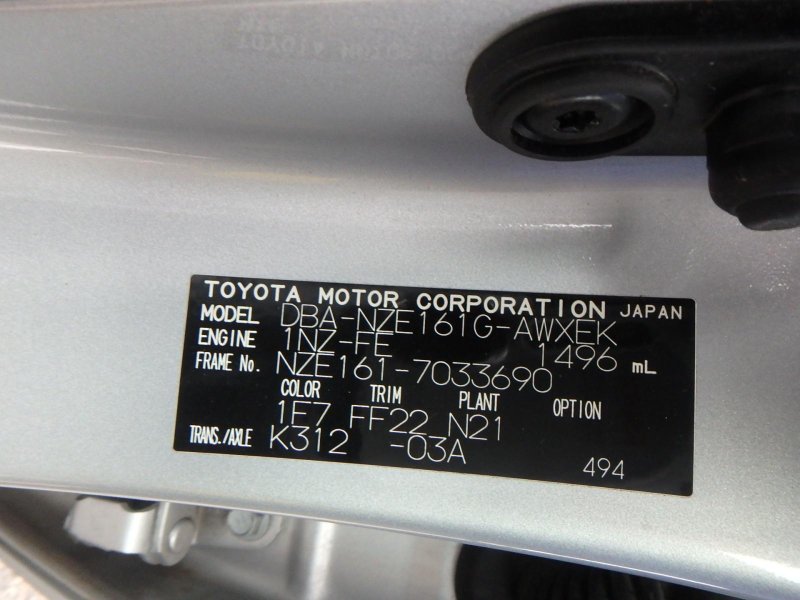 TOYOTA MOTOR CORPORATION JAPAN
MODEL DBA-NZE161G-AWXEK
ENGINE 1NZ-FE 1496 mL
FRAME No. NZE161-7033690
COLOR TRIM PLANT OPTION
1E7 FF22 N21
TRANS./AXLE K312 -03A
494